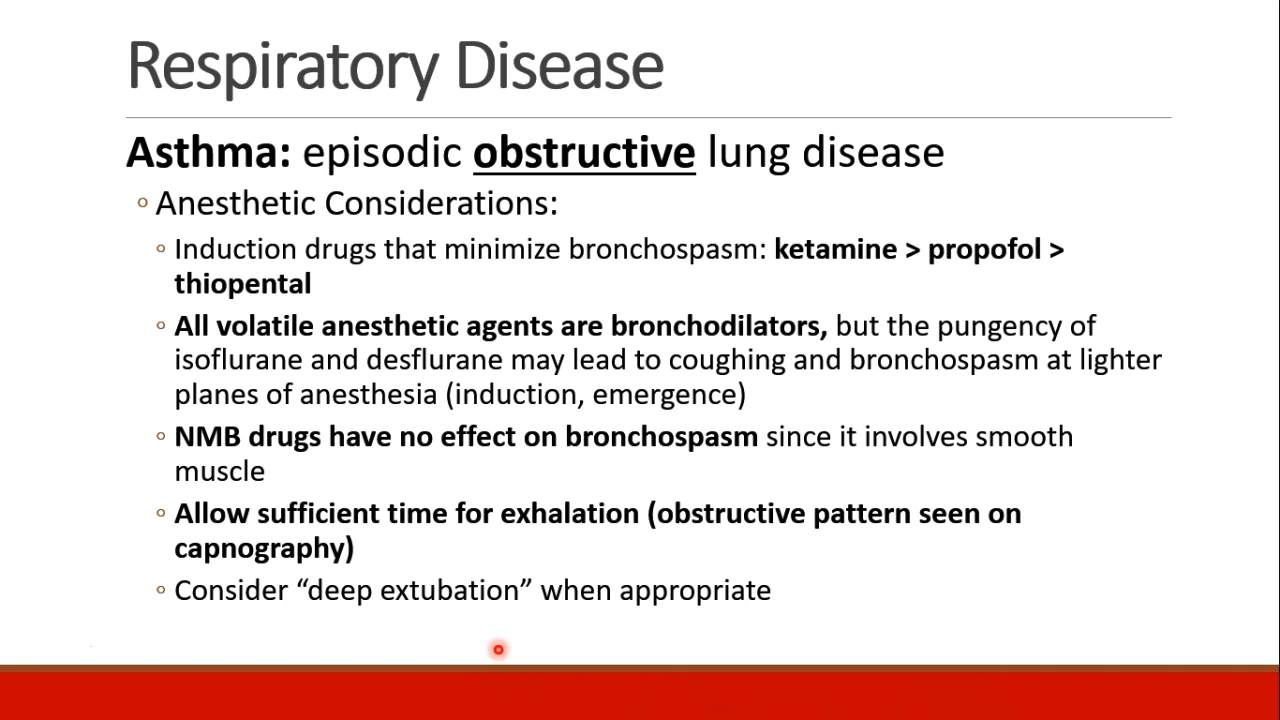 Respiratory Disease
Asthma: episodic obstructive lung disease
◦ Anesthetic Considerations:
◦ Induction drugs that minimize bronchospasm: ketamine > propofol >
thiopental
◦ All volatile anesthetic agents are bronchodilators, but the pungency of
isoflurane and desflurane may lead to coughing and bronchospasm at lighter
planes of anesthesia (induction, emergence)
◦ NMB drugs have no effect on bronchospasm since it involves smooth
muscle
◦ Allow sufficient time for exhalation (obstructive pattern seen on
capnography)
◦ Consider “deep extubation” when appropriate